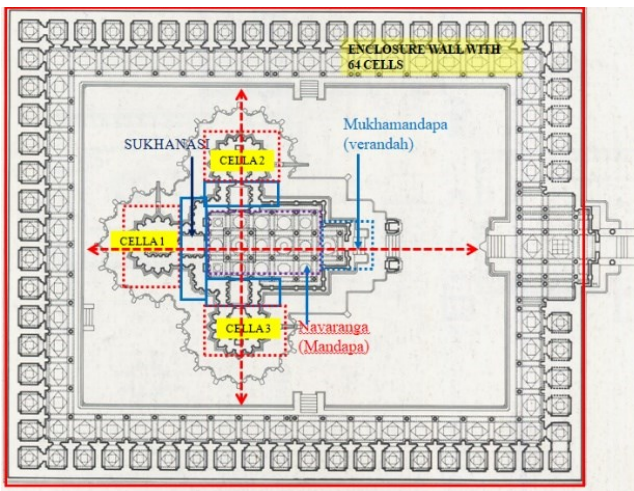 ENCLOSURE WALL WITH
64 CELLS
Mukhamandapa
(verandah)
SUKHANASI
CELLA 2
CELLA 1
CELLA 3
Navaranga
(Mandapa)